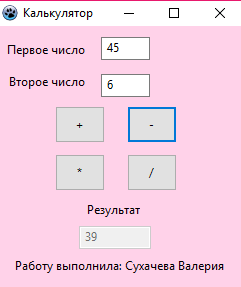 Калькулятор
Первое число 45
Второе число 6
+ -
* /
Результат
39
Работу выполнила: Сухачева Валерия